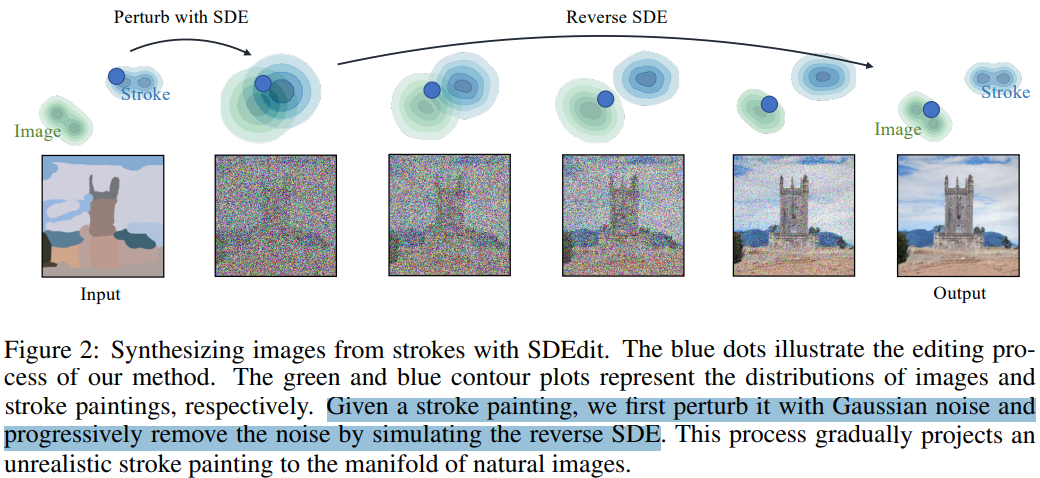 Perturb with SDE
Reverse SDE
Stroke
Image
Stroke
Image
Input
Output
Figure 2: Synthesizing images from strokes with SDEdit. The blue dots illustrate the editing pro-
cess of our method. The green and blue contour plots represent the distributions of images and
stroke paintings, respectively. Given a stroke painting, we first perturb it with Gaussian noise and
progressively remove the noise by simulating the reverse SDE. This process gradually projects an
unrealistic stroke painting to the manifold of natural images.